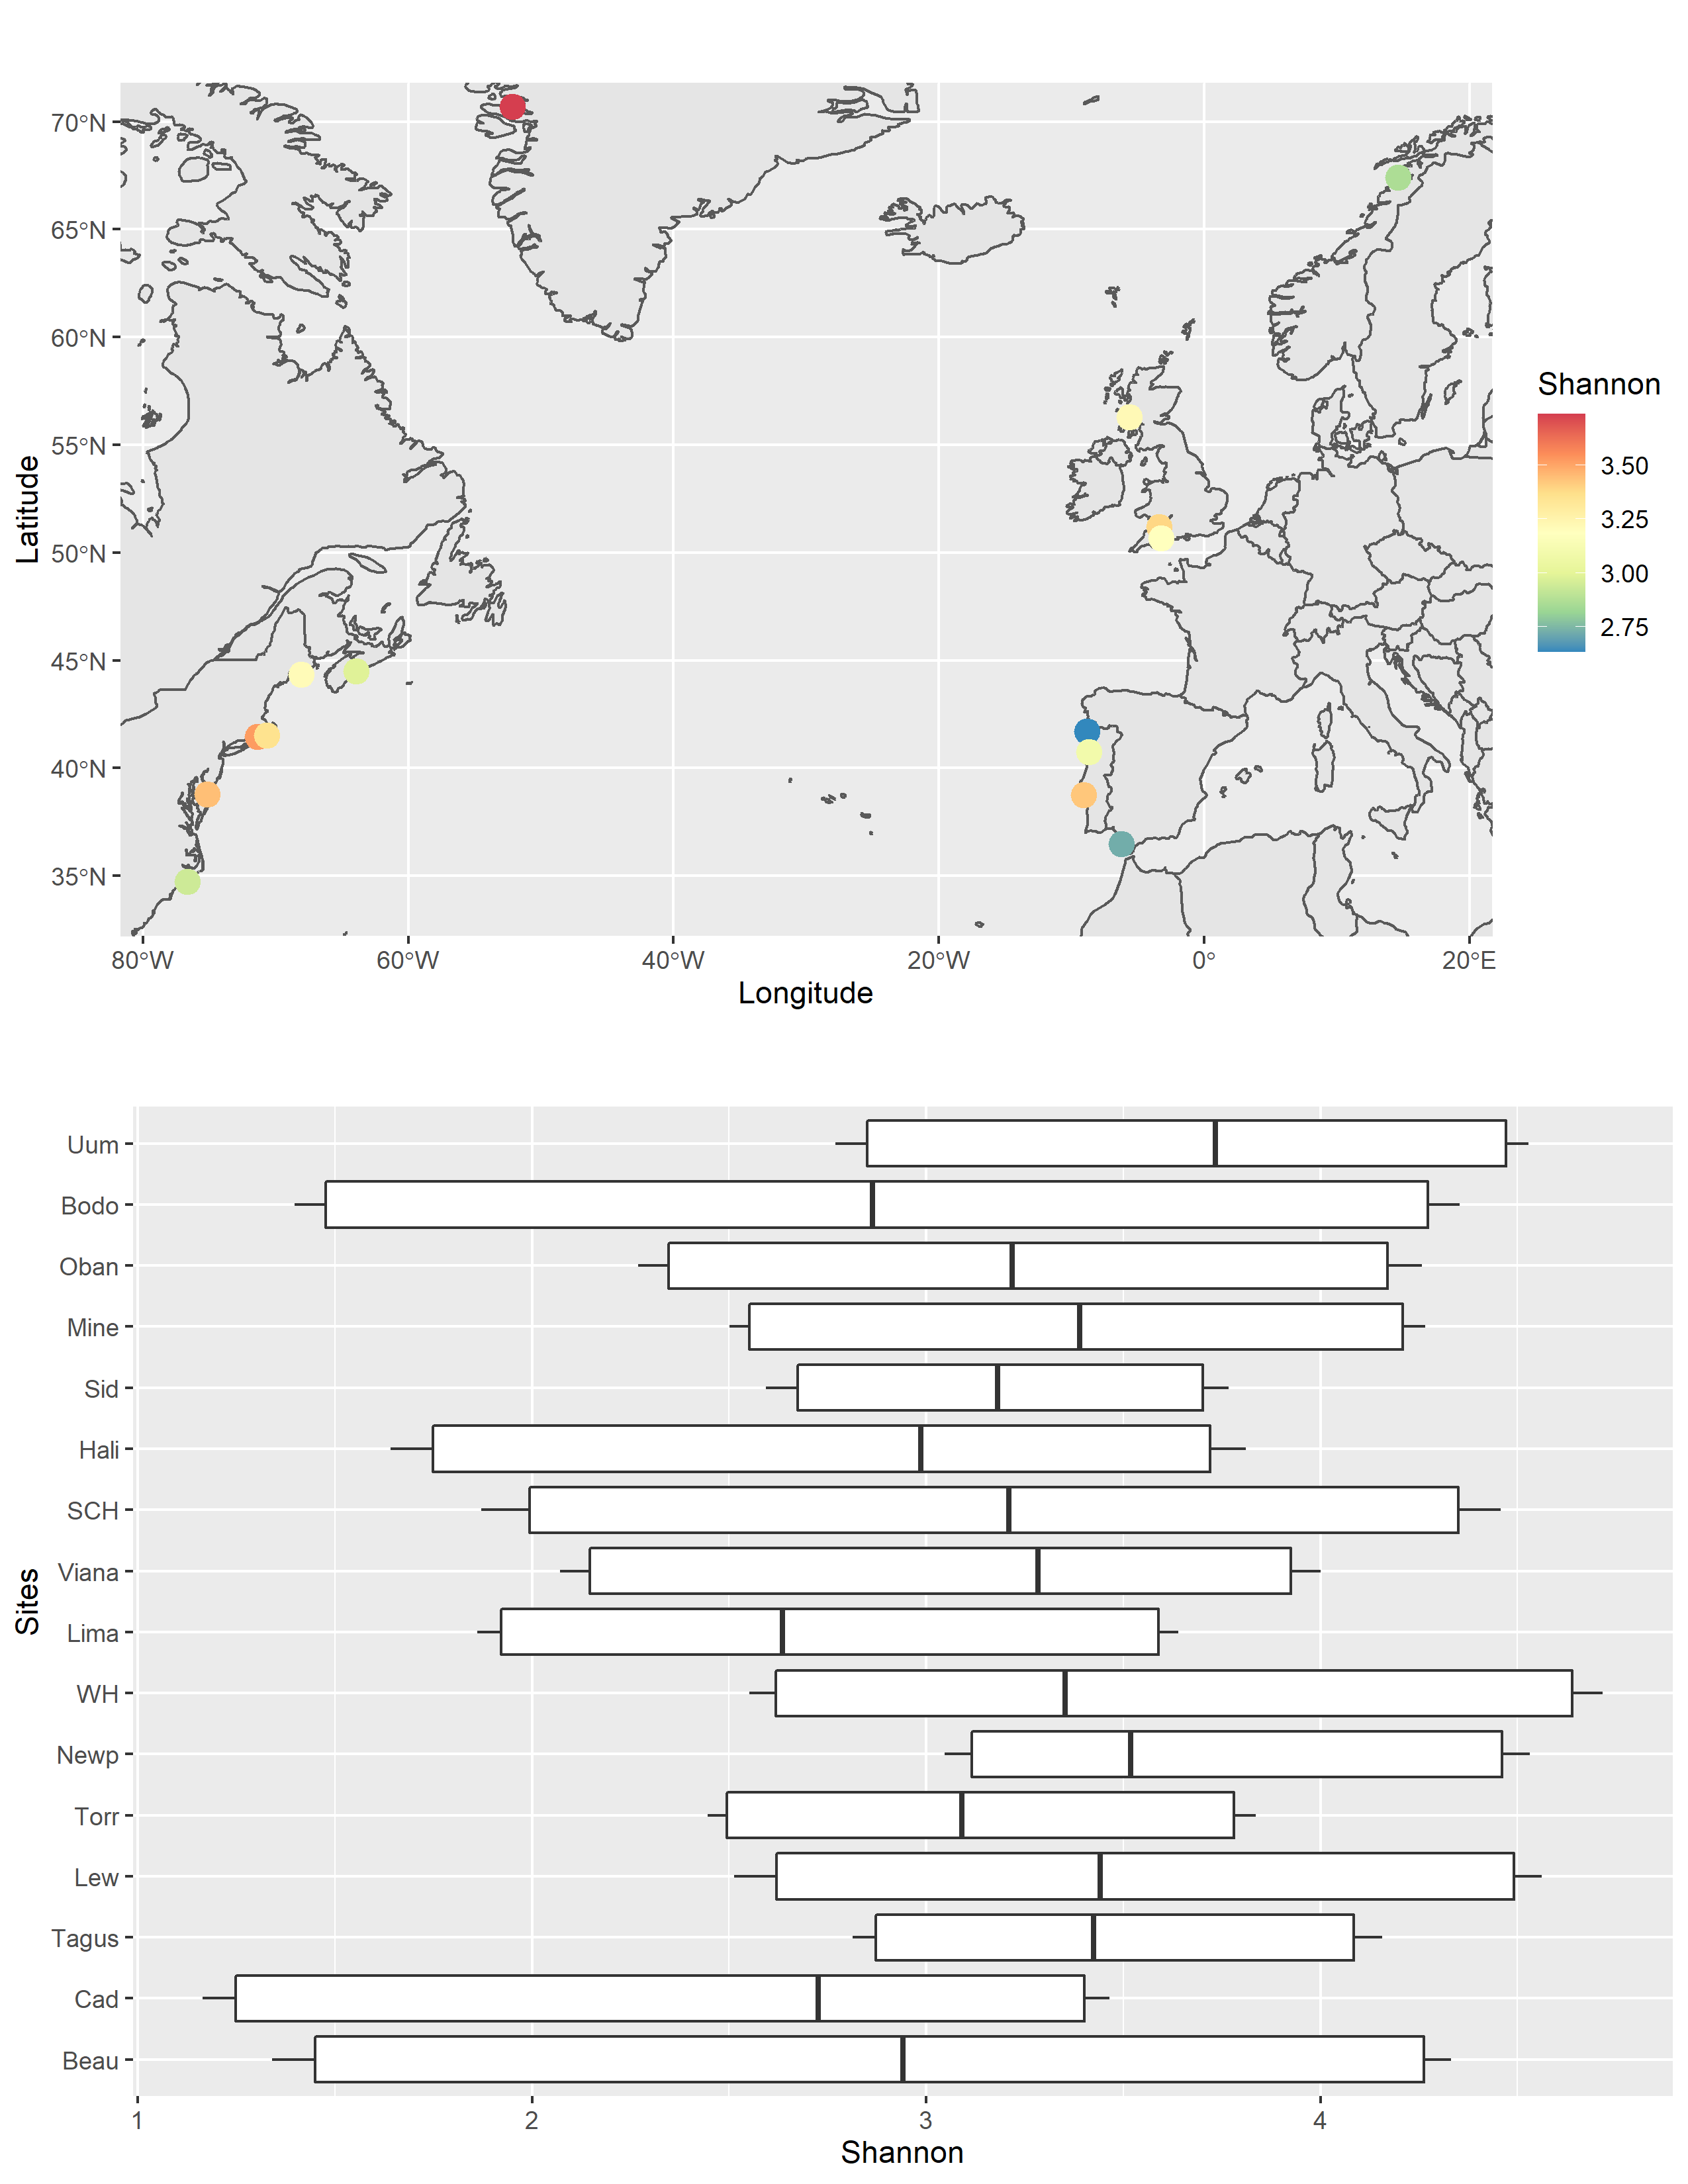 70°N
65°N
60°N
55°N
50°N
45°N
40°N
35°N
Latitude
80°W 60°W 40°W 20°W 0° 20°E
Longitude
Shannon
3.50
3.25
3.00
2.75
Uum
Bodo
Oban
Mine
Sid
Hali
SCH
Viana
Lima
WH
Newp
Torr
Lew
Tagus
Cad
Beau
Sites
1 2 3 4
Shannon